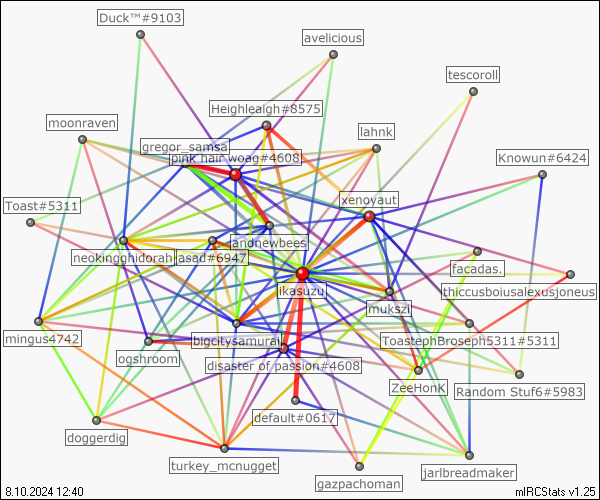 Duck™#9103
avelicious
tescoroll
Heighleaigh#8575
moonraven
lahnk
gregor_samsa
pink hair woag#4608
Knowun#6424
xenoyaut
Toast#5311
andnewbees
neokingghidorah
asad#6947
facadas.
ikasuzu
thiccusboiusalexusjoneus
mukszi
mingus4742
bigcitysamurai
ToastephBroseph5311#5311
ogshroom
disaster of passion#4608
ZeeHonK
Random Stuf6#5983
default#0617
doggerdig
turkey_mcnugget
jarlbreadmaker
gazpachoman
8.10.2024 12:40
mIRCStats v1.25